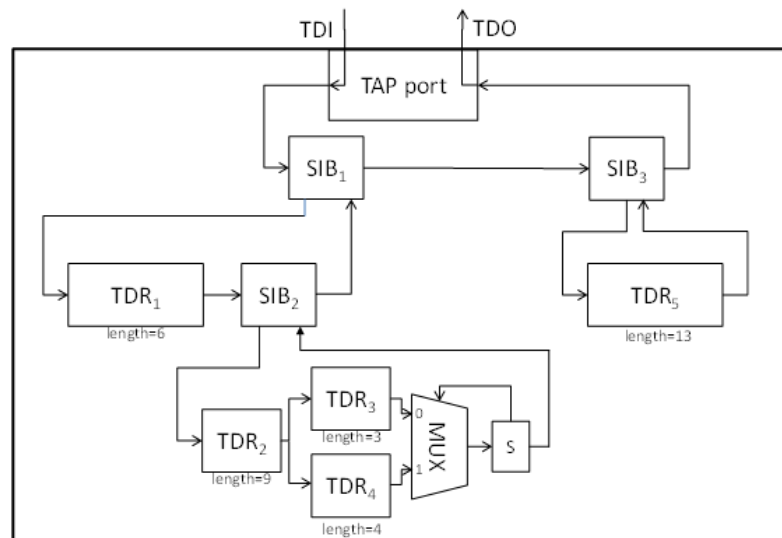 TDI
TDO
TAP port
SIB1
SIB3
TDR1
length=6
SIB2
TDR5
length=13
TDR2
length=9
TDR3
length=3
TDR4
length=4
0
1
MUX
S